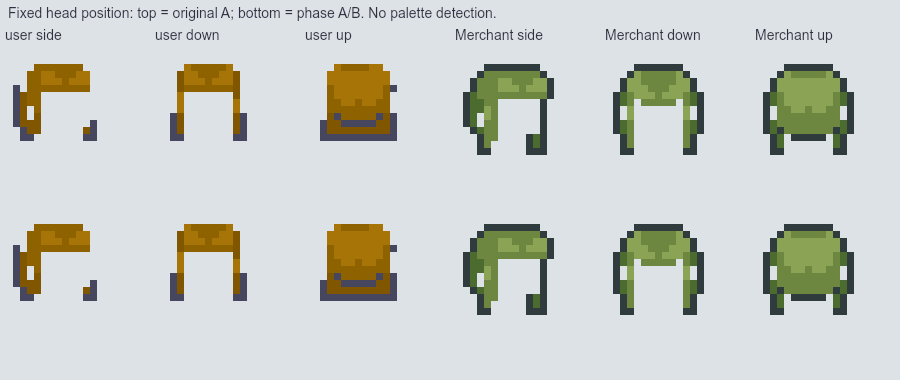 Fixed head position: top = original A; bottom = phase A/B. No palette detection.
user side user down user up Merchant side Merchant down Merchant up